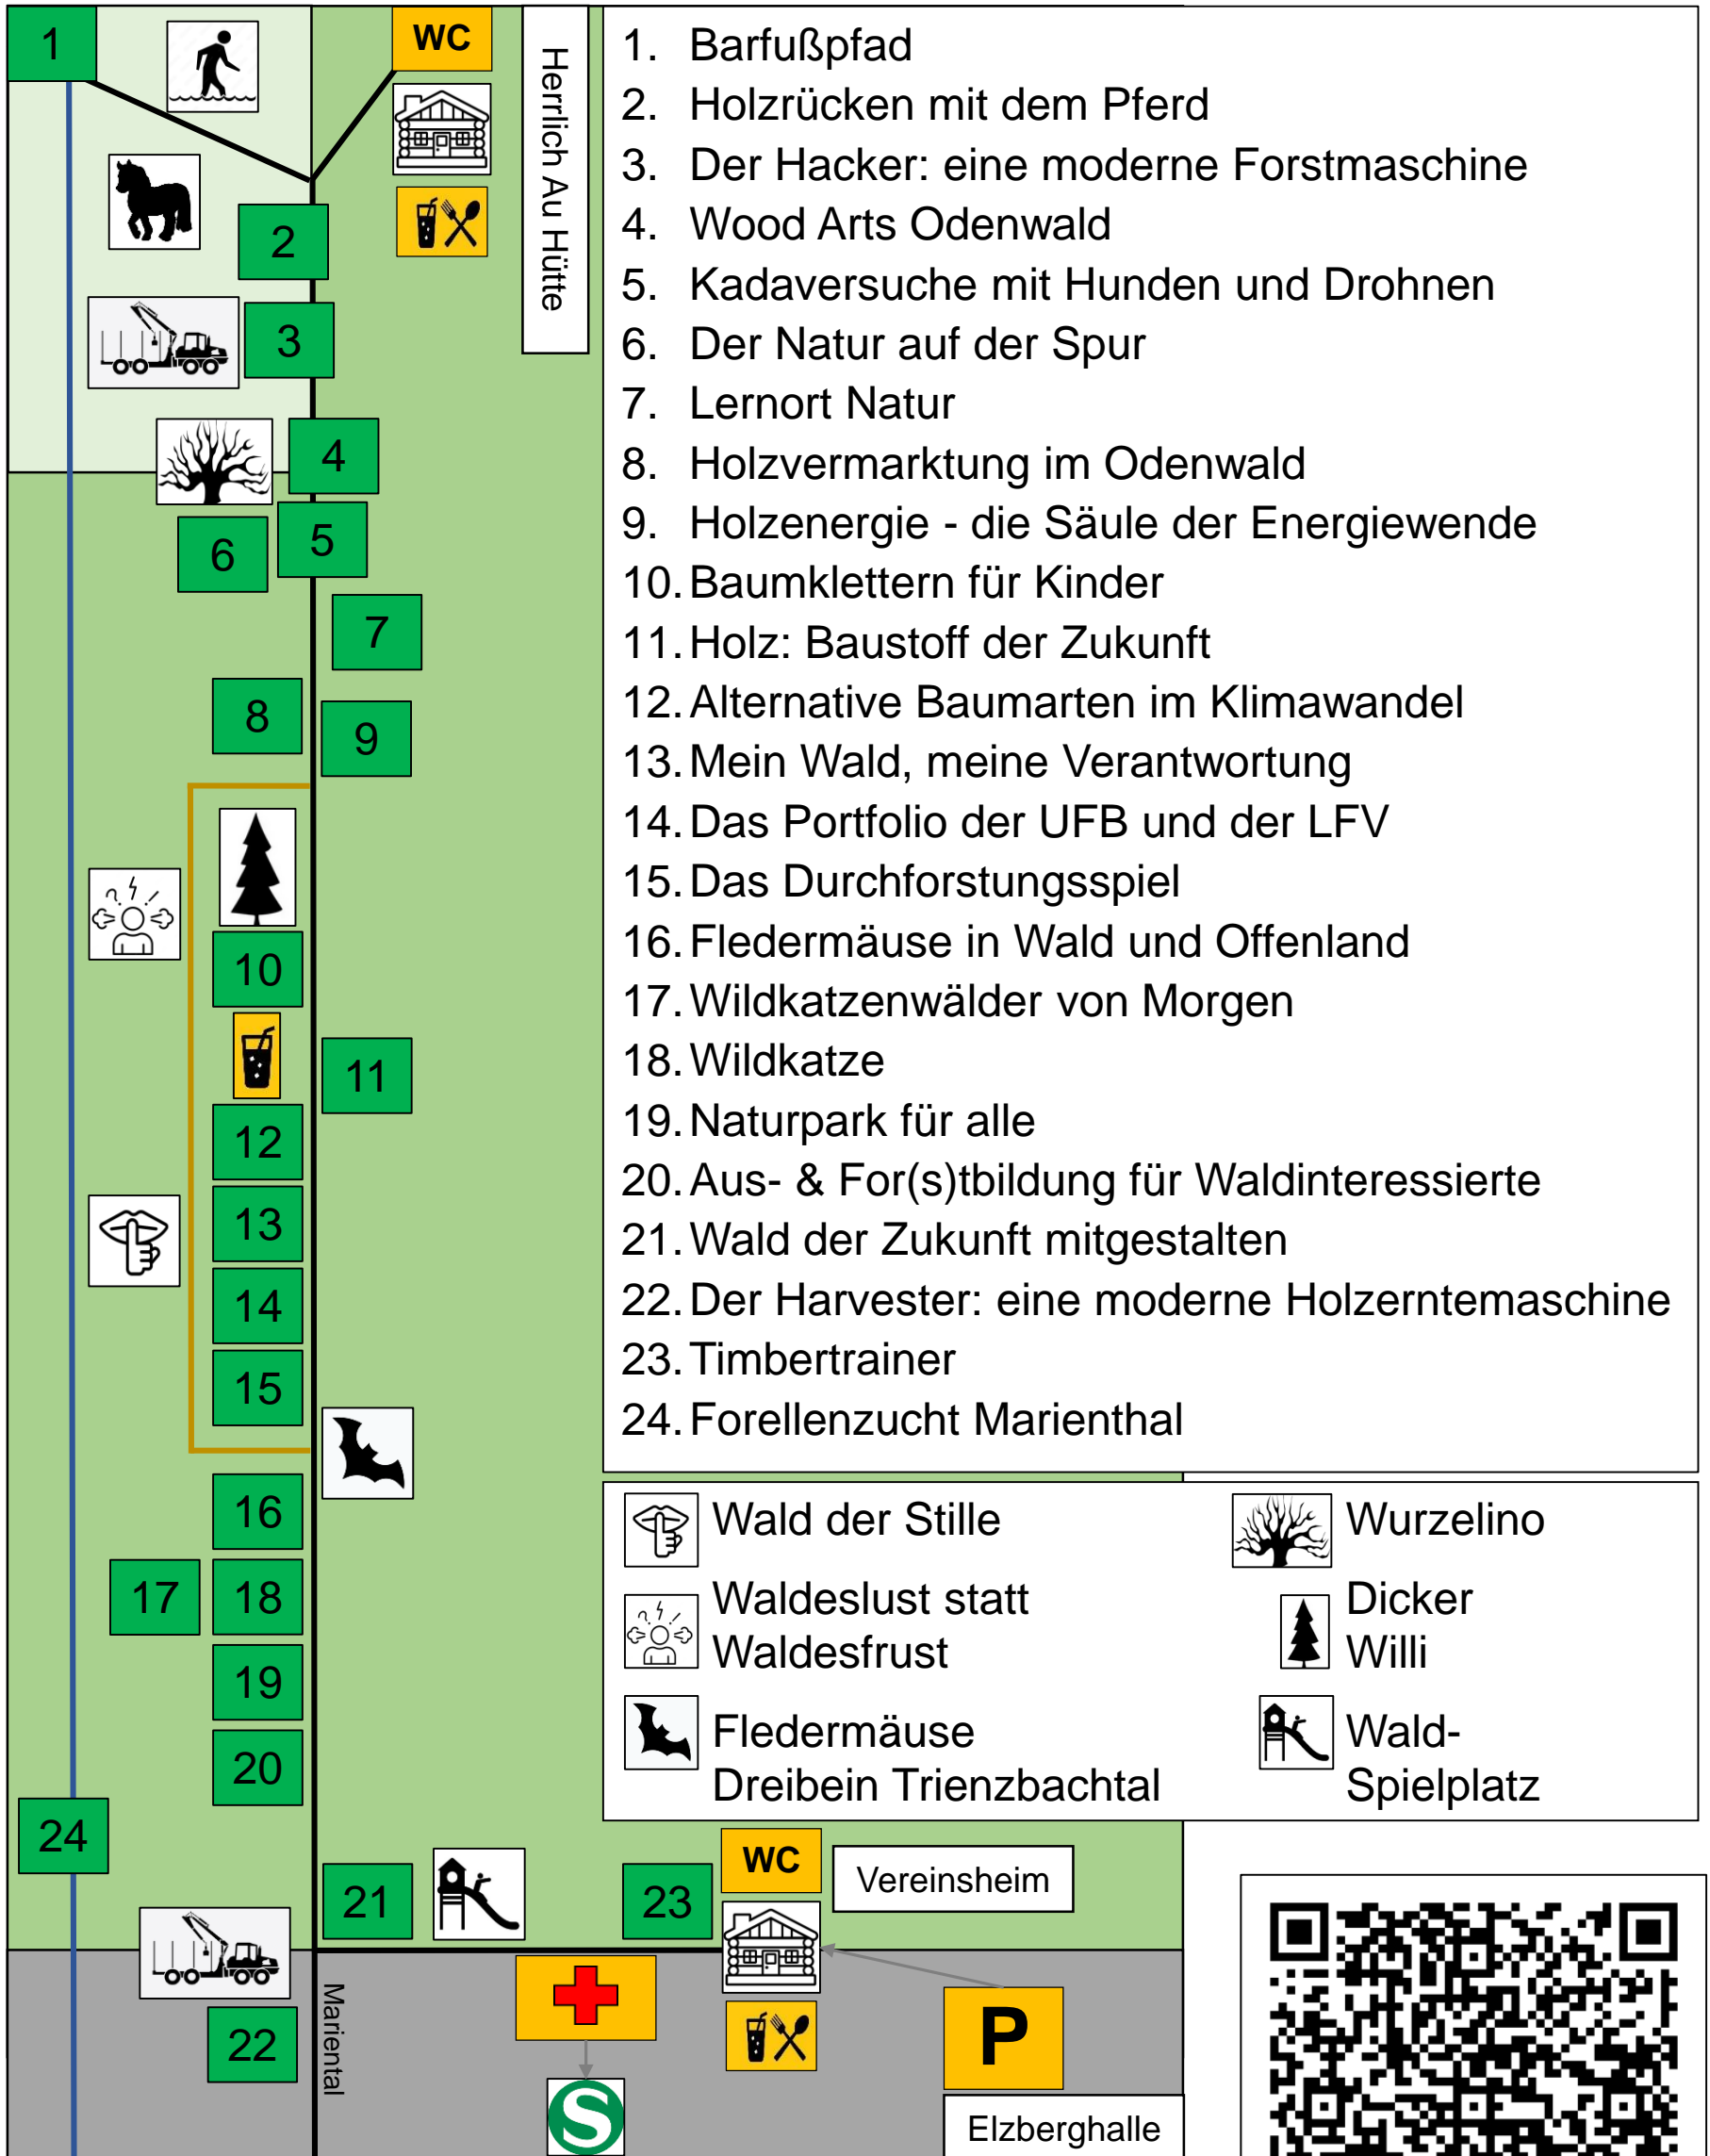 1
WC
Herrlich Au Hütte
2
3
4
5
6
7
8
9
10
11
12
13
14
15
16
17
18
19
20
24
21
23
WC
Vereinsheim
22
Mariental
P
S
Elzberghalle
1. Barfußpfad
2. Holzrücken mit dem Pferd
3. Der Hacker: eine moderne Forstmaschine
4. Wood Arts Odenwald
5. Kadaversuche mit Hunden und Drohnen
6. Der Natur auf der Spur
7. Lernort Natur
8. Holzvermarktung im Odenwald
9. Holzenergie - die Säule der Energiewende
10. Baumklettern für Kinder
11. Holz: Baustoff der Zukunft
12. Alternative Baumarten im Klimawandel
13. Mein Wald, meine Verantwortung
14. Das Portfolio der UFB und der LFV
15. Das Durchforstungsspiel
16. Fledermäuse in Wald und Offenland
17. Wildkatzenwälder von Morgen
18. Wildkatze
19. Naturpark für alle
20. Aus- & For(s)tbildung für Waldinteressierte
21. Wald der Zukunft mitgestalten
22. Der Harvester: eine moderne Holzerntemaschine
23. Timbertrainer
24. Forellenzucht Marienthal
Wald der Stille
Waldeslust statt
Waldesfrust
Fledermäuse
Dreibein Trienzbachtal
Wurzelino
Dicker
Willi
Wald-
Spielplatz